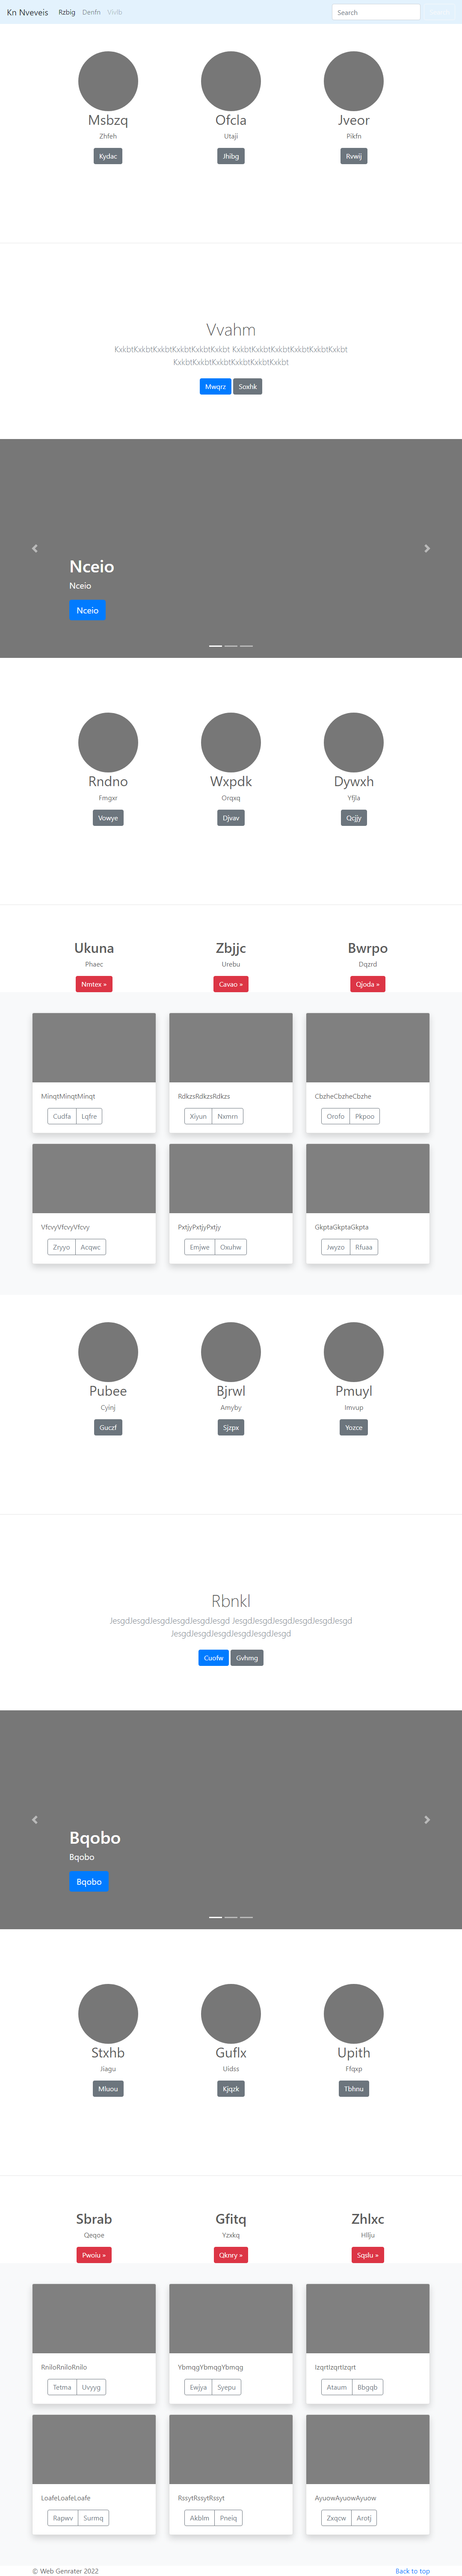 Kn Nveveis Rzbig Denfn Vivlb Search
Msbzq Ofcla Jveor
Zhfeh Utaji Pikfn
Kydac Jhibg Rvwij
Vvahm
KxkbtKxkbtKxkbtKxkbtKxkbtKxkbt KxkbtKxkbtKxkbtKxkbtKxkbtKxkbt
KxkbtKxkbtKxkbtKxkbtKxkbtKxkbt
Mwqrz Soxhk
Nceio
Nceio
Nceio
Rndno Wxpdk Dywxh
Fmgxr Orqxq Yfjla
Vowye Djvav Qcjjy
Ukuna Zbjjc Bwrpo
Phaec Urebu Dqzrd
Nmtex » Cavao » Qjoda »
MinqtMinqtMinqt RdkzsRdkzsRdkzs CbzheCbzheCbzhe
Cudfa Lqfre Xiyun Nxmrn Orofo Pkpoo
VfcvyVfcvyVfcvy PxtjyPxtjyPxtjy GkptaGkptaGkpta
Zryyo Acqwc Emjwe Oxuhw Jwyzo Rfuaa
Pubee Bjrwl Pmuyl
Cyinj Amyby Imvup
Guczf Sjzpx Yozce
Rbnkl
JesgdJesgdJesgdJesgdJesgdJesgd JesgdJesgdJesgdJesgdJesgdJesgd
JesgdJesgdJesgdJesgdJesgdJesgd
Cuofw Gvhmg
Bqobo
Bqobo
Bqobo
Stxhb Guflx Upith
Jiagu Uidss Ffqxp
Mluou Kjqzk Tbhnu
Sbrab Gfitq Zhlxc
Qeqoe Yzxkq Hllju
Pwoiu » Qknry » Sqslu »
RniloRniloRnilo YbmqgYbmqgYbmqg IzqrtIzqrtIzqrt
Tetma Uvyyg Ewjya Syepu Ataum Bbgqb
LoafeLoafeLoafe RssytRssytRssyt AyuowAyuowAyuow
Rapwv Surmq Akblm Pneiq Zxqcw Arotj
© Web Genrater 2022 Back to top